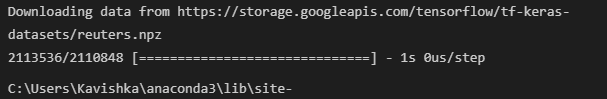 Downloading data from https://storage.googleapis.com/tensorflow/tf-keras-
datasets/reuters.npz
2113536/2110848 [==============================] - 1s 0us/step
C:\Users\Kavishka\anaconda3\lib\site-